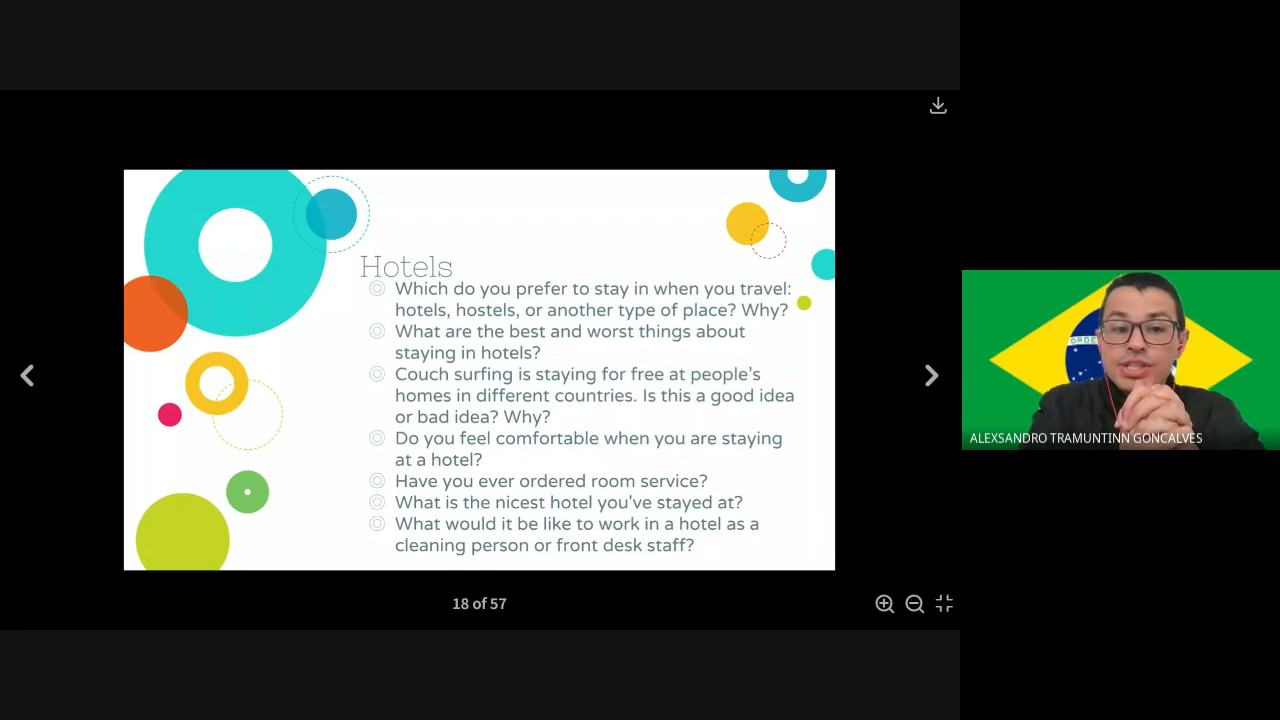 Hotels
Which do you prefer to stay in when you travel:
hotels, hostels, or another type of place? Why?
What are the best and worst things about
staying in hotels?
Couch surfing is staying for free at people’s
homes in different countries. Is this a good idea
or bad idea? Why?
Do you feel comfortable when you are staying
at a hotel?
Have you ever ordered room service?
What is the nicest hotel you've stayed at?
What would it be like to work in a hotel as a
cleaning person or front desk staff?
18 of 57
ORDE
ALEXSANDRO TRAMUNTINN GONCALVES